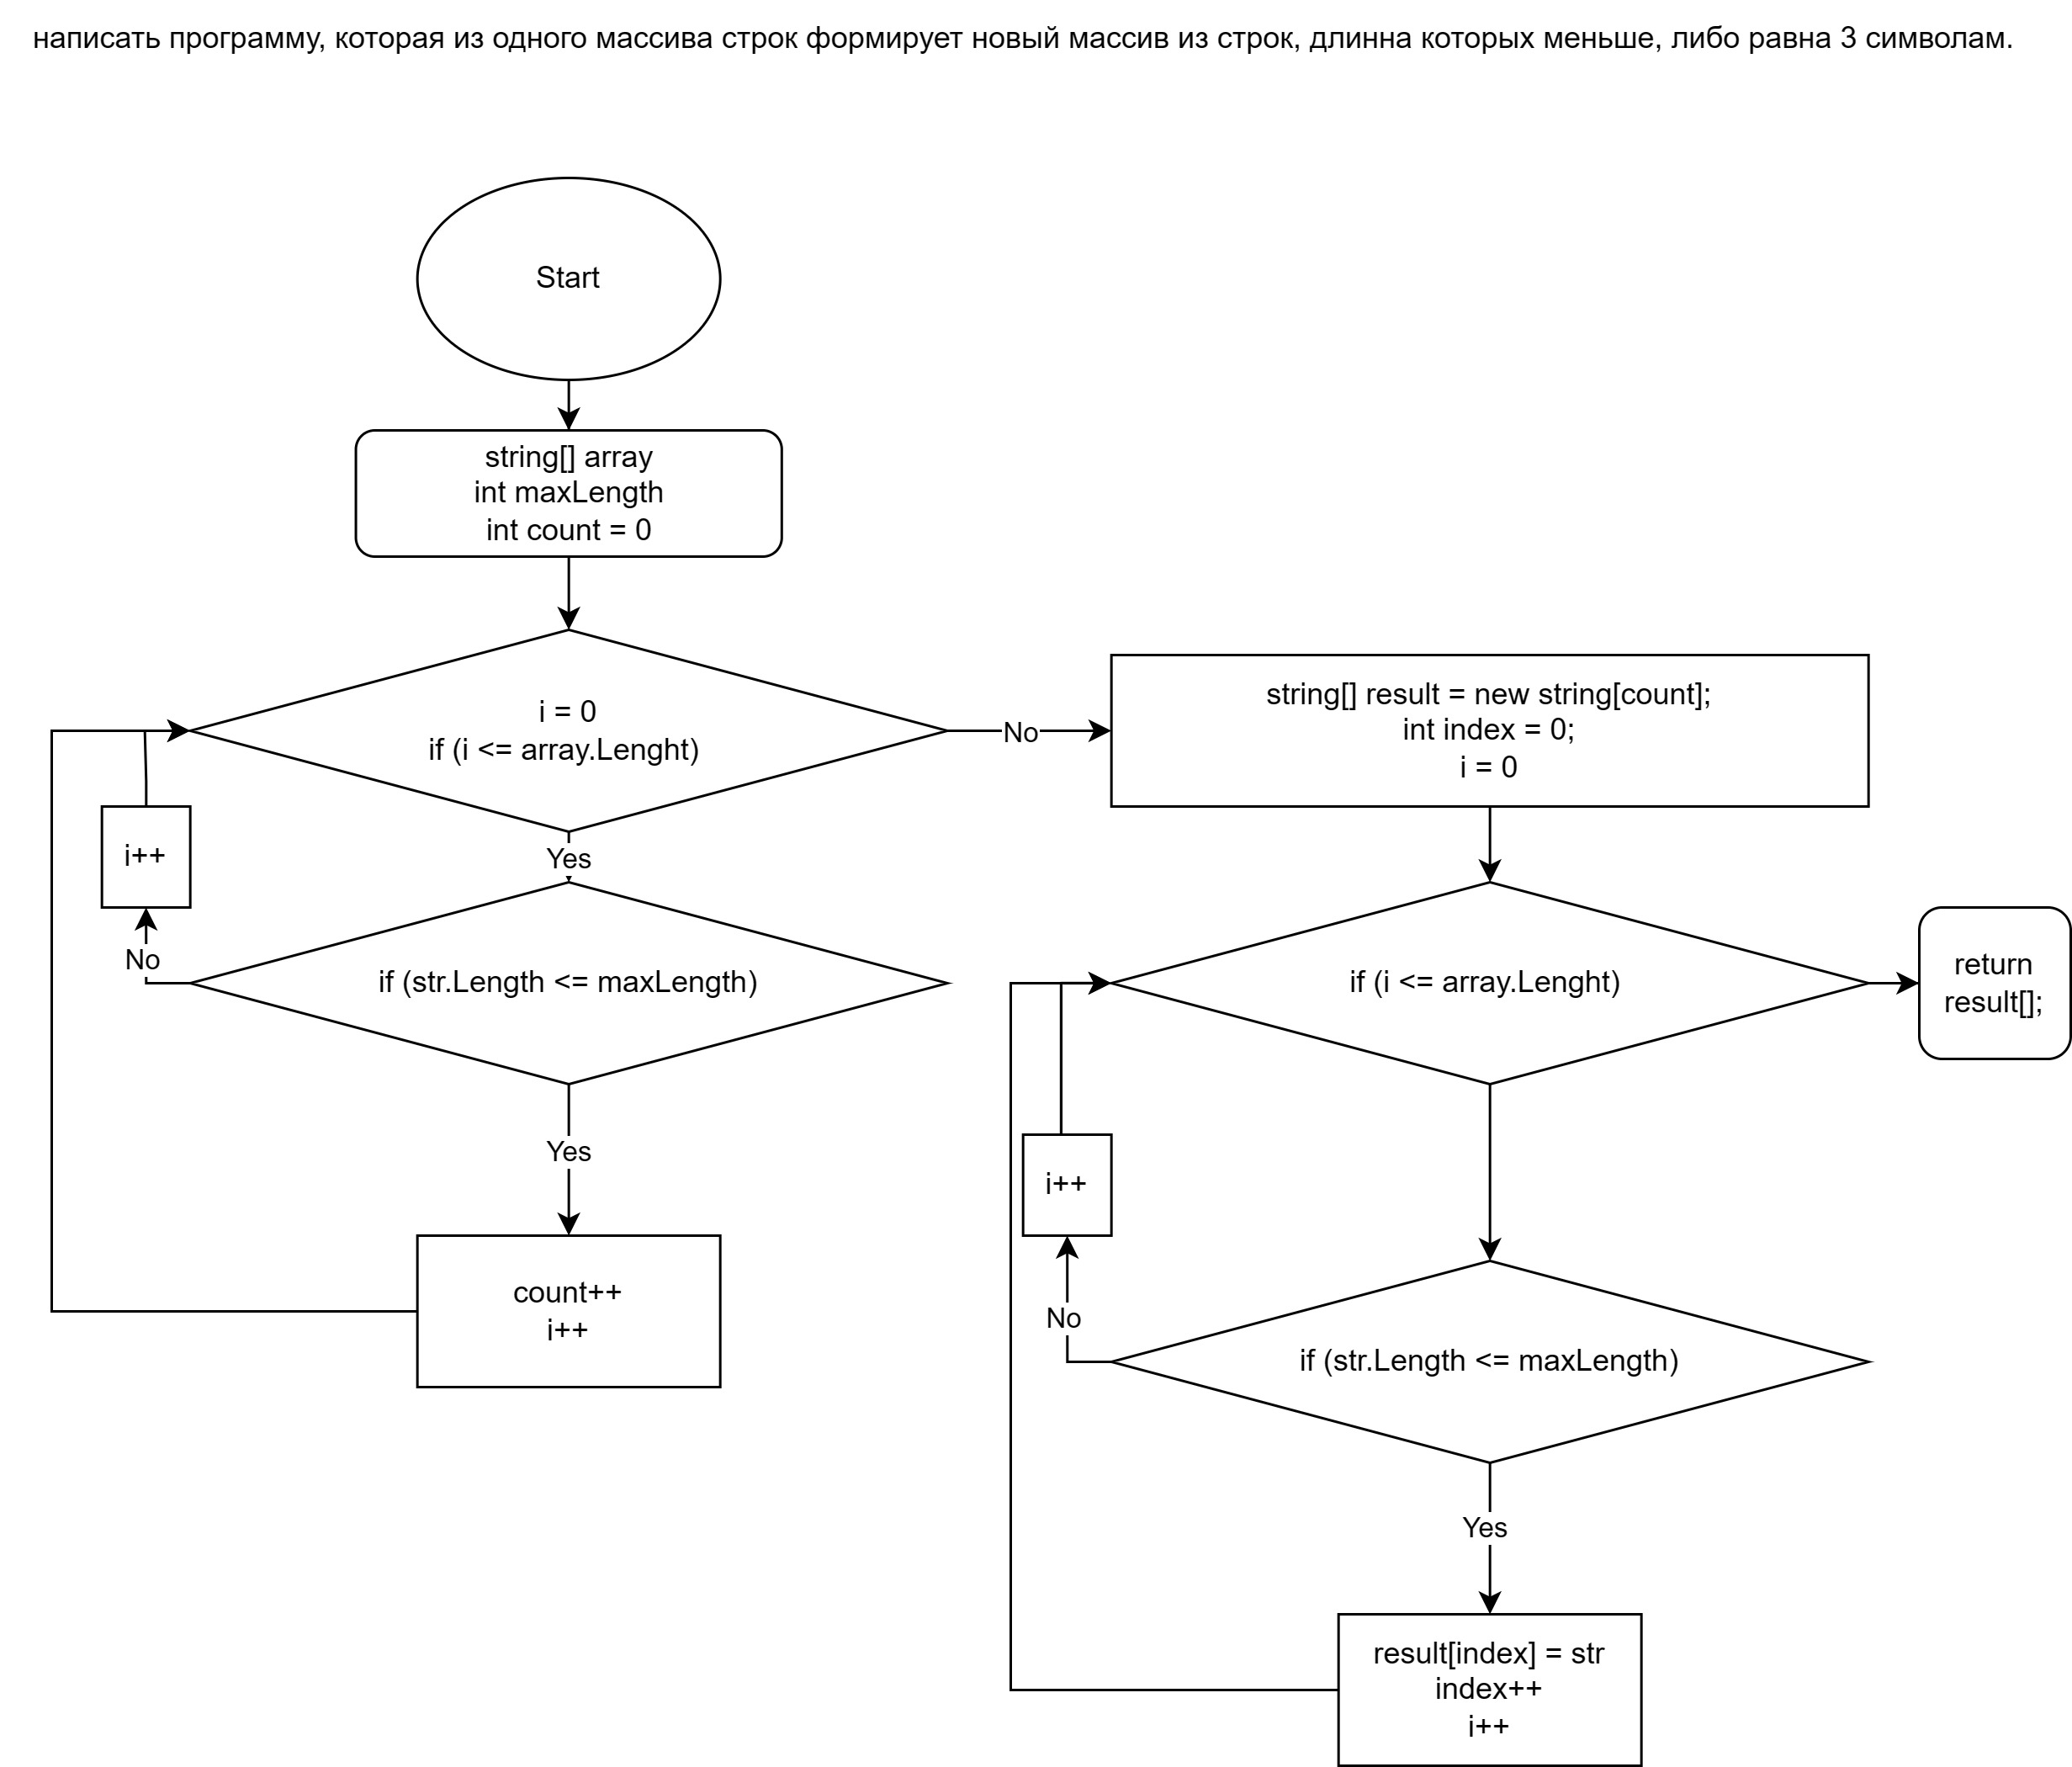 написать программу, которая из одного массива строк формирует новый массив из строк, длинна которых меньше, либо равна 3 символам.
Start
string[] array
int maxLength
int count = 0
i = 0
if (i <= array.Lenght)
No
Yes
i++
No
if (str.Length <= maxLength)
Yes
count++
i++
string[] result = new string[count];
int index = 0;
i = 0
if (i <= array.Lenght)
return
result[];
i++
No
if (str.Length <= maxLength)
Yes
result[index] = str
index++
i++